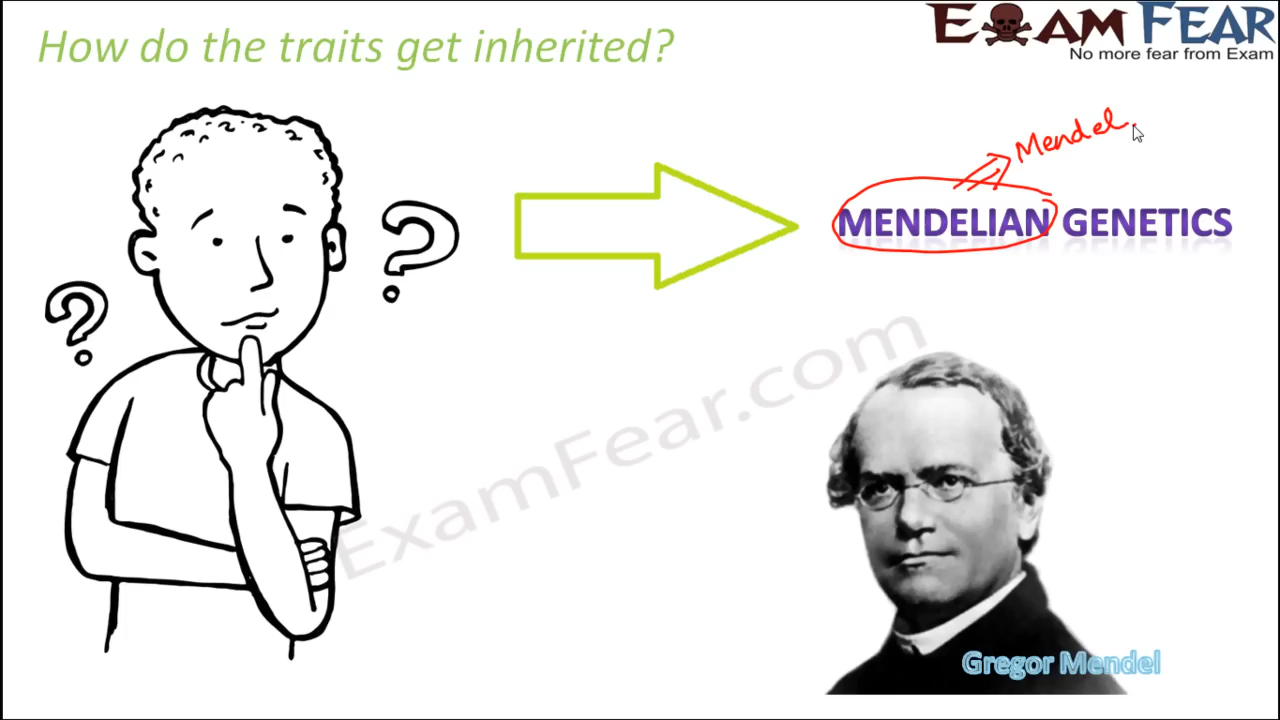 How do the traits get inherited?
EXAM FEAR
No more fear from Exam
Mendel
MENDELIAN GENETICS
ExamFear.com
Gregor Mendel